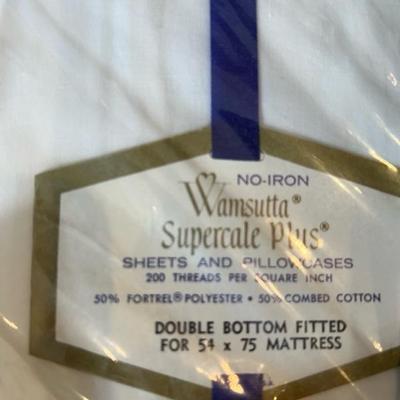 NO-IRON
Wamsutta®
Supercale Plus®
SHEETS AND PILLOWCASES
200 THREADS PER SQUARE INCH
50% FORTREL® POLYESTER • 50% COMBED COTTON
DOUBLE BOTTOM FITTED
FOR 54 x 75 MATTRESS